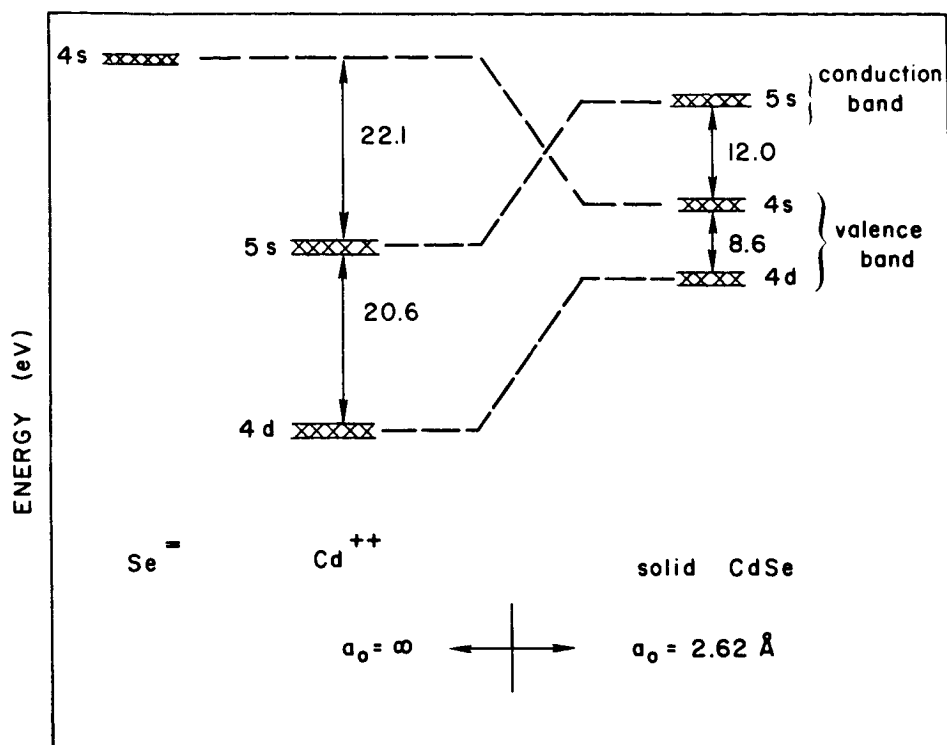 4s
5s
conduction
band
22.1
12.0
4s
5s
8.6
valence
band
4d
20.6
4d
ENERGY (eV)
Se=
Cd++
solid CdSe
a₀ = ∞
a₀ = 2.62 Å